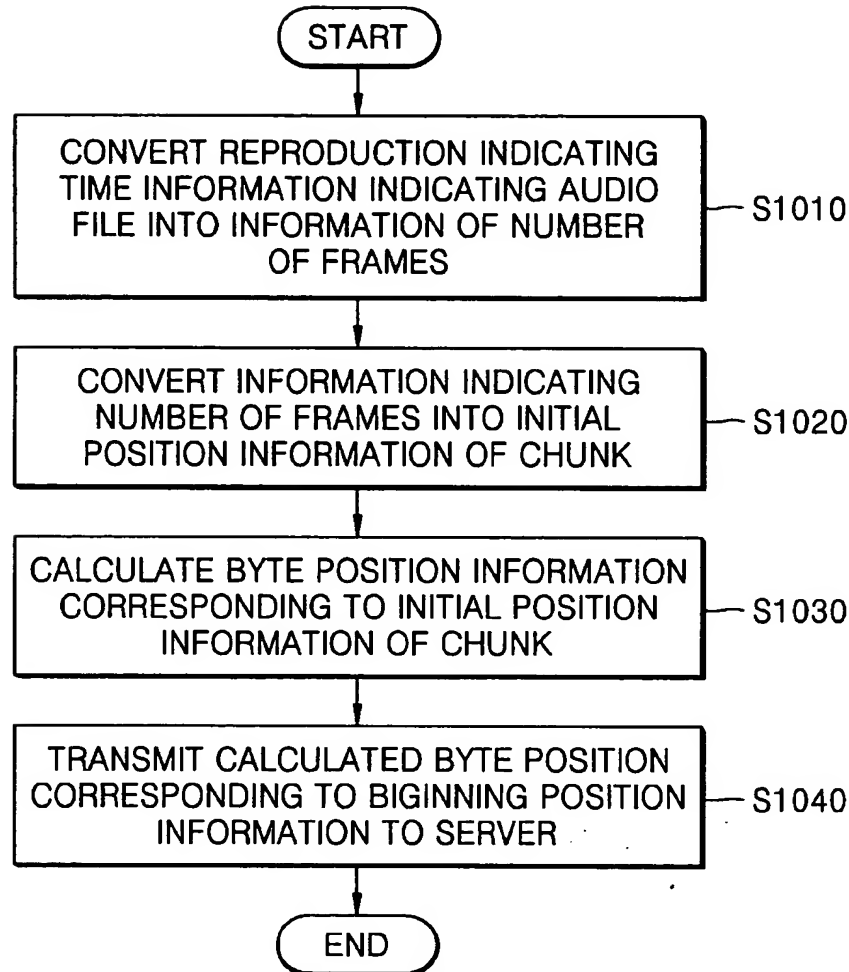 START
CONVERT REPRODUCTION INDICATING
TIME INFORMATION INDICATING AUDIO
FILE INTO INFORMATION OF NUMBER
OF FRAMES
S1010
CONVERT INFORMATION INDICATING
NUMBER OF FRAMES INTO INITIAL
POSITION INFORMATION OF CHUNK
S1020
CALCULATE BYTE POSITION INFORMATION
CORRESPONDING TO INITIAL POSITION
INFORMATION OF CHUNK
S1030
TRANSMIT CALCULATED BYTE POSITION
CORRESPONDING TO BIGINNING POSITION
INFORMATION TO SERVER
S1040
END